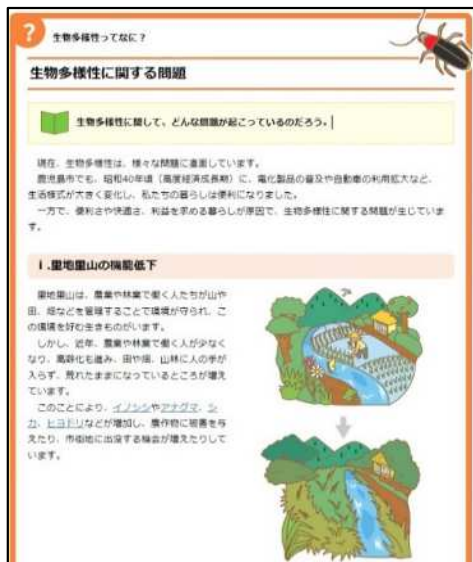 ?
生物多様性ってなに？
生物多様性に関する問題
生物多様性に関して、どんな問題が起こっているのだろう。
現在、生物多様性は、様々な問題に直面しています。
鹿児島市でも、昭和40年頃（高度経済成長期）に、電化製品の普及や自動車の利用拡大など、
生活様式が大きく変化し、私たちの暮らしは便利になりました。
一方で、便利さや快適さ、利益を求める暮らしが原因で、生物多様性に関する問題が生じていま
す。
i .里地里山の機能低下
里地里山は、農業や林業で働く人たちが山や
田、畑などを管理することで環境が守られ、こ
の環境を好む生きものがいます。
しかし、近年、農業や林業で働く人が少なく
なり、高齢化も進み、田や畑、山林に人の手が
入らず、荒れたままになっているところが増え
ています。
このことにより、イノシシやアナグマ、シ
カ、ヒヨドリなどが増加し、農作物に被害を与
えたり、市街地に出没する機会が増えたりして
います。